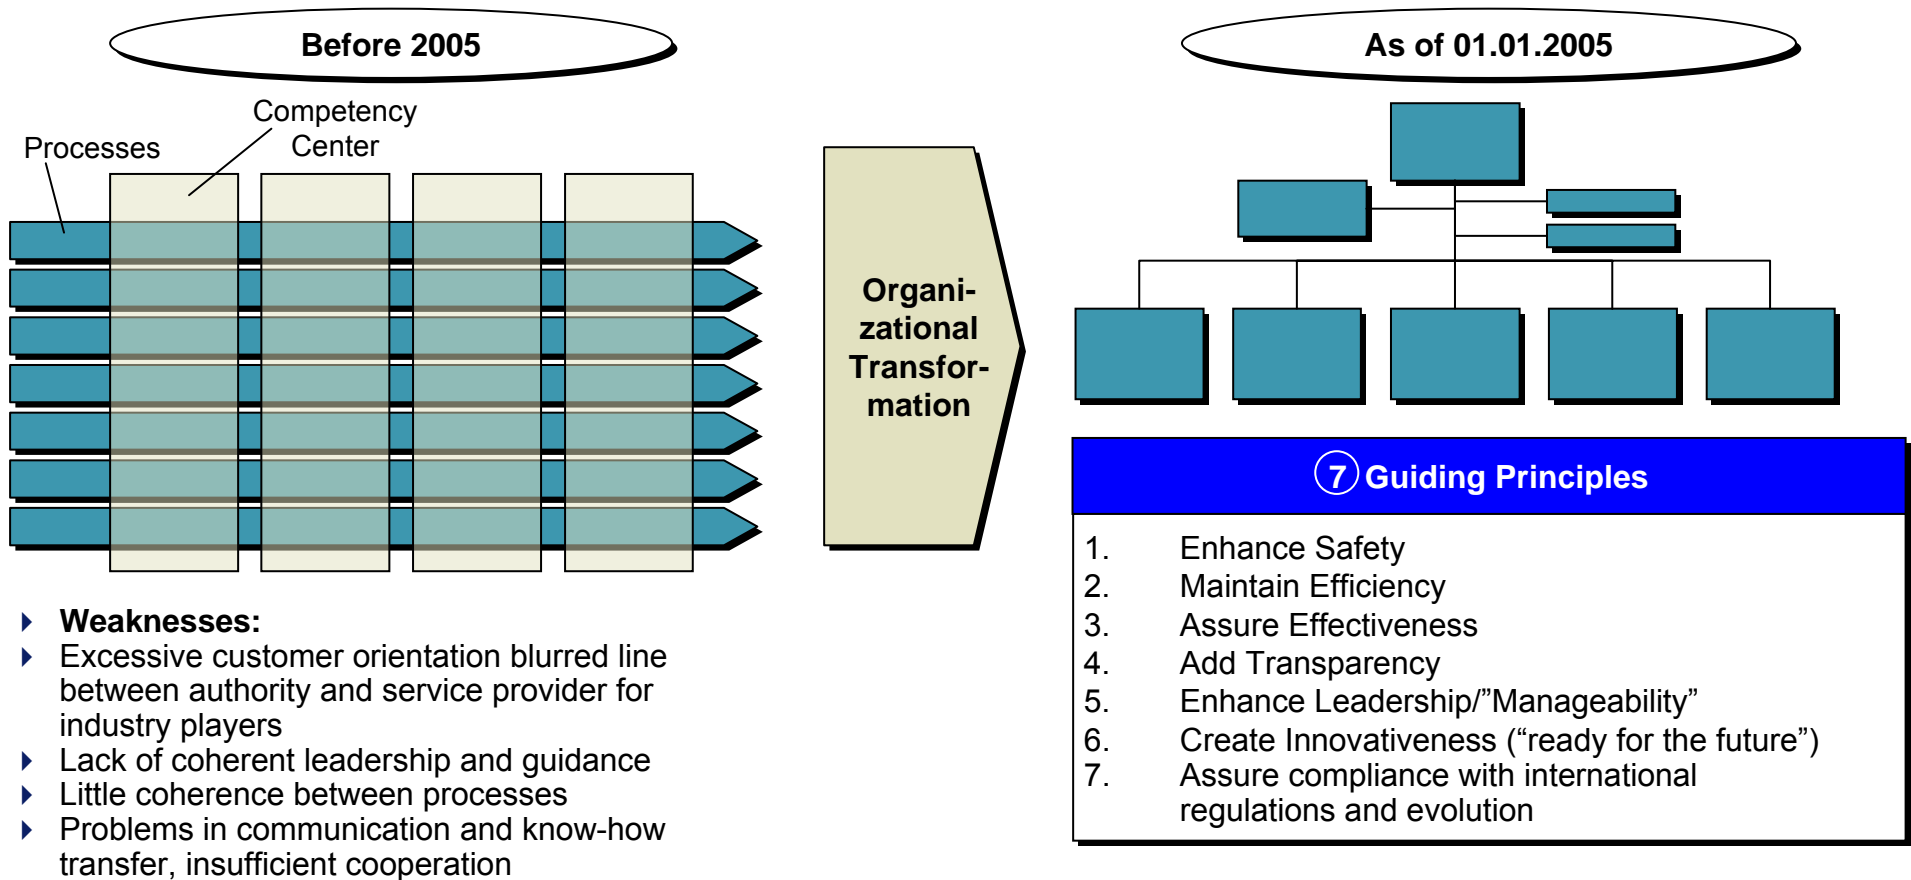 Before 2005
Competency
Center
Processes
▶ Weaknesses:
▶ Excessive customer orientation blurred line
between authority and service provider for
industry players
▶ Lack of coherent leadership and guidance
▶ Little coherence between processes
▶ Problems in communication and know-how
transfer, insufficient cooperation
Organi-
zational
Transfor-
mation
As of 01.01.2005
7 Guiding Principles
1. Enhance Safety
2. Maintain Efficiency
3. Assure Effectiveness
4. Add Transparency
5. Enhance Leadership/”Manageability”
6. Create Innovativeness (“ready for the future”)
7. Assure compliance with international
regulations and evolution